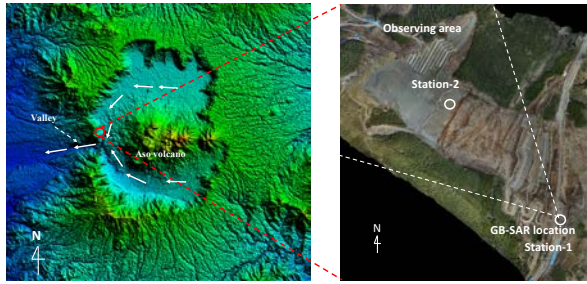 Valley
Aso volcano
N
Observing area
Station-2
GB-SAR location
Station-1
N